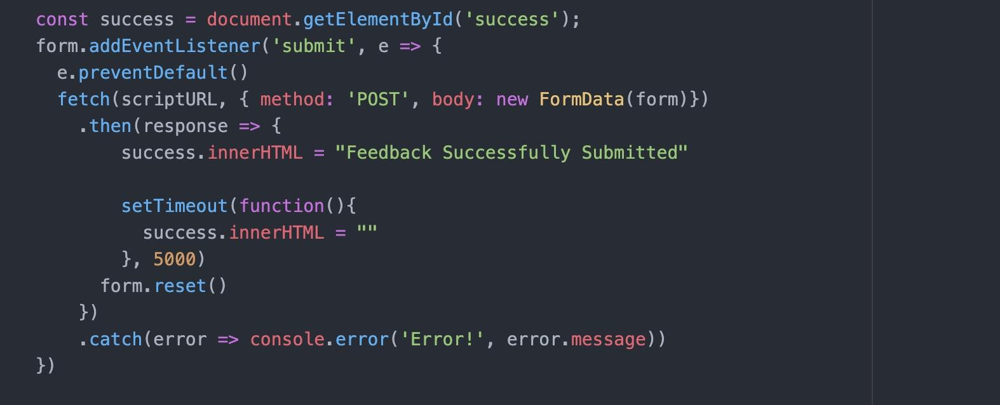 const success = document.getElementById('success');
form.addEventListener('submit', e => {
  e.preventDefault()
  fetch(scriptURL, { method: 'POST', body: new FormData(form)})
    .then(response => {
        success.innerHTML = "Feedback Successfully Submitted"

        setTimeout(function(){
          success.innerHTML = ""
        }, 5000)
      form.reset()
    })
    .catch(error => console.error('Error!', error.message))
})